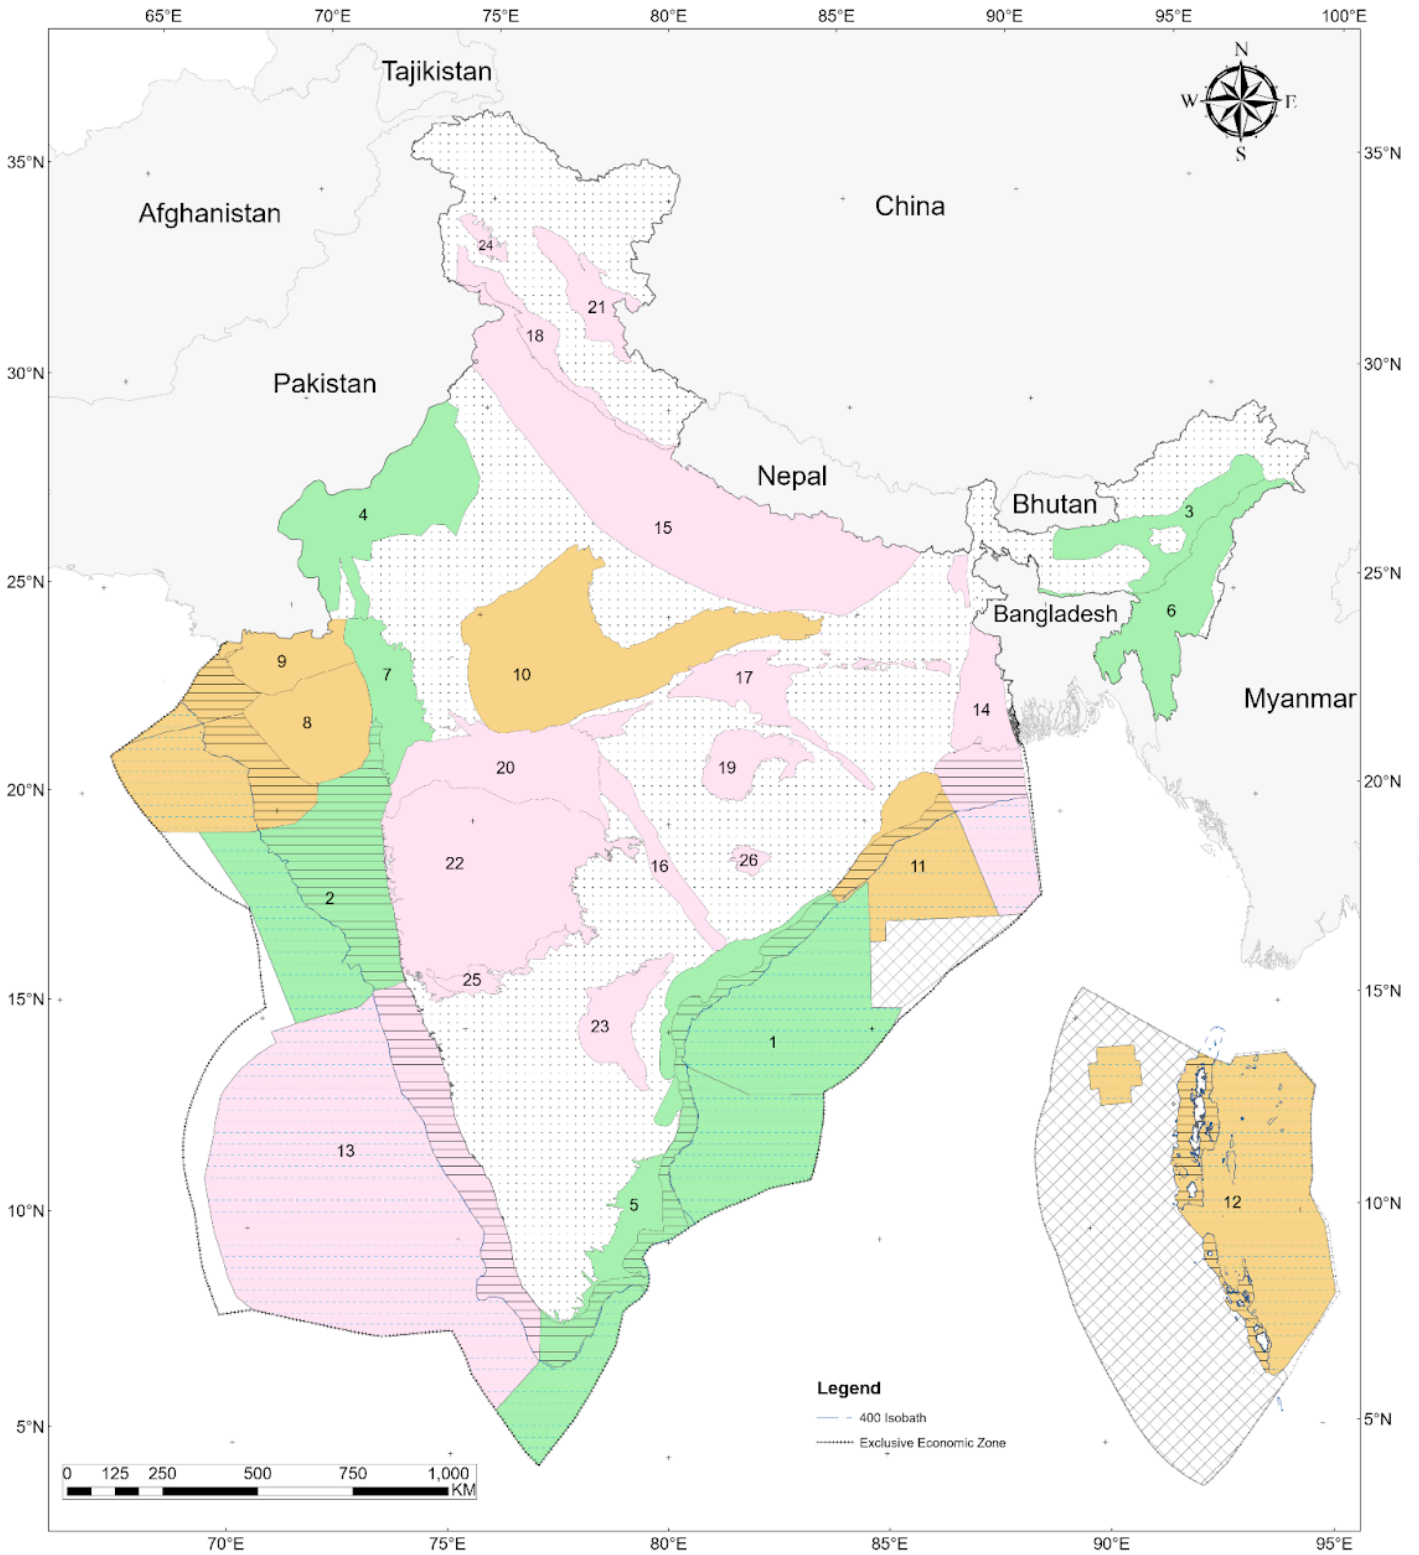 65°E 70°E 75°E 80°E 85°E 90°E 95°E 100°E
N
W E
S
Tajikistan
35°N 35°N
Afghanistan
China
24
21
18
30°N 30°N
Pakistan
Nepal
Bhutan
4
3
15
25°N 25°N
Bangladesh
6
9
7
10
17
Myanmar
8
14
20
19
20°N 20°N
22
26
16
11
2
25
15°N 15°N
23
1
13
5
12
10°N 10°N
Legend
400 Isobath
Exclusive Economic Zone
5°N 5°N
0 125 250 500 750 1,000
KM
70°E 75°E 80°E 85°E 90°E 95°E